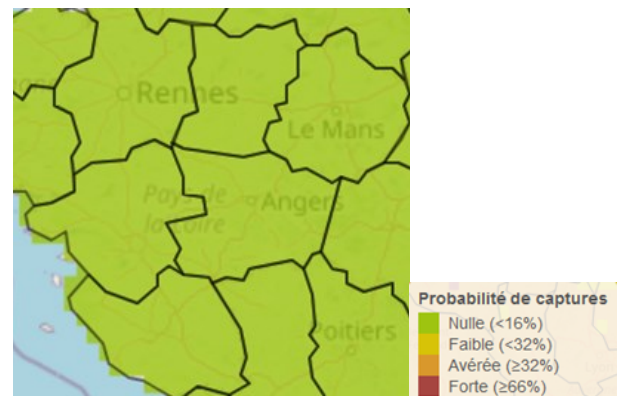 Rennes
Le Mans
Pays de
la Loire
Angers
Poitiers
Probabilité de captures
Nulle (<16%)
Faible (<32%)
Avérée (≥32%)
Forte (≥66%)